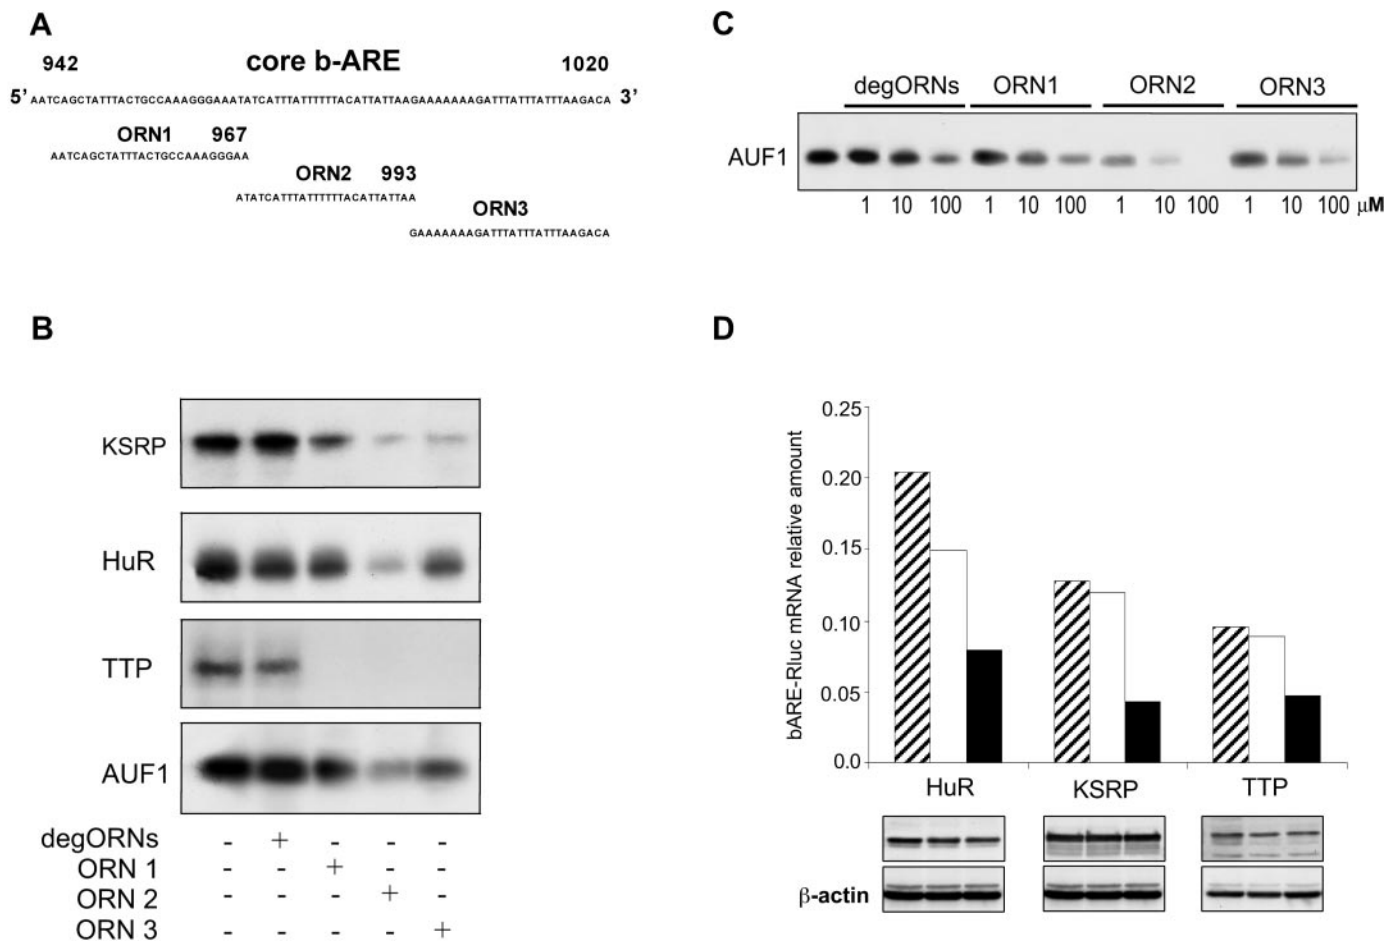 A
942 core b-ARE 1020
5' AATCAGCTATTTACTGCCAAAGGGAAATATCATTTATTTTTTACATTATTAAGAAAAAAAGATTTATTTATTTAAGACA 3'
ORN1 967
AATCAGCTATTTACTGCCAAAGGGAA
ORN2 993
ATATCATTTATTTTTTACATTATTAA
ORN3
GAAAAAAAGATTTATTTATTTAAGACA
B
KSRP
HuR
TTP
AUF1
degORNs - + - - -
ORN 1 - - + - -
ORN 2 - - - + -
ORN 3 - - - - +
C
degORNs ORN1 ORN2 ORN3
AUF1
1 10 100 1 10 100 1 10 100 1 10 100 μM
D
bARE-Rluc mRNA relative amount
0.25
0.20
0.15
0.10
0.05
0.0
HuR KSRP TTP
β-actin